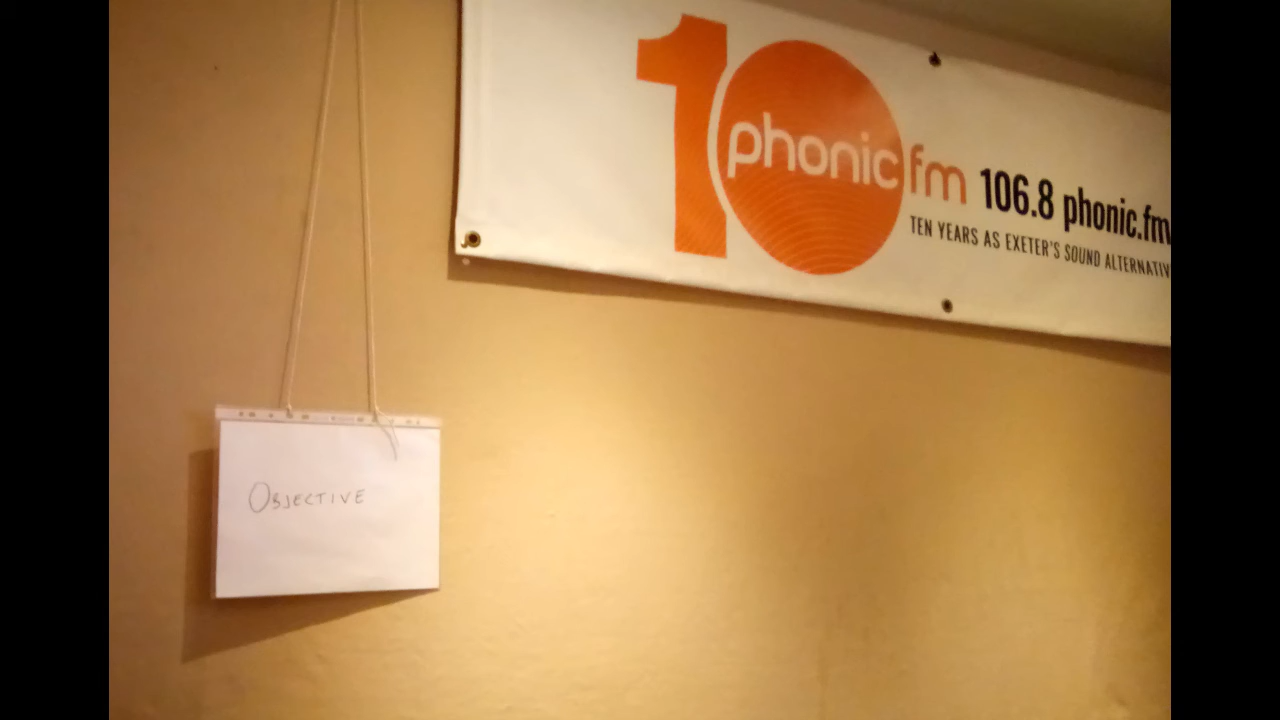 10
phonic fm 106.8 phonic.fm
TEN YEARS AS EXETER'S SOUND ALTERNATIV
OBJECTIVE